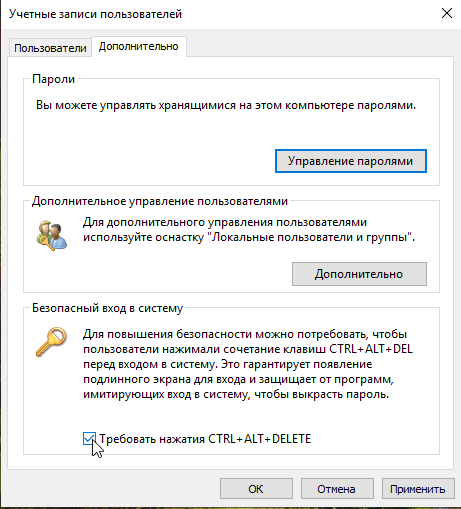 Учетные записи пользователей
Пользователи
Дополнительно
Пароли
Вы можете управлять хранящимися на этом компьютере паролями.
Управление паролями
Дополнительное управление пользователями
Для дополнительного управления пользователями
используйте оснастку "Локальные пользователи и группы".
Дополнительно
Безопасный вход в систему
Для повышения безопасности можно потребовать, чтобы
пользователи нажимали сочетание клавиш CTRL+ALT+DEL
перед входом в систему. Это гарантирует появление
подлинного экрана для входа и защищает от программ,
имитирующих вход в систему, чтобы выкрасть пароль.
Требовать нажатия CTRL+ALT+DELETE
ОК
Отмена
Применить